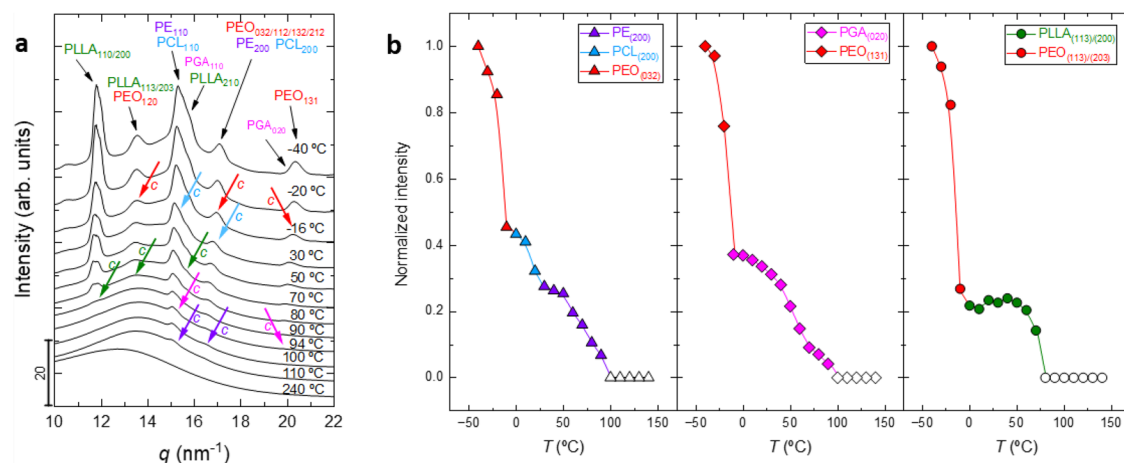 a
PE110
PCL110
PGA110
PLLA210
PEO032/112/132/212
PE200 PCL200
PLLA110/200
PLLA113/203
PEO120
PEO131
PGA020
-40 ºC
-20 ºC
-16 ºC
30 ºC
50 ºC
70 ºC
80 ºC
90 ºC
94 ºC
100 ºC
110 ºC
240 ºC
c
c
c
c
c
c
c
c
c
c
c
c
Intensity (arb. units)
20
10 12 14 16 18 20 22
q (nm⁻¹)
b
Normalized intensity
1.0
0.8
0.6
0.4
0.2
0.0
PE(200)
PCL(200)
PEO(032)
PGA(020)
PEO(131)
PLLA(113)/(200)
PEO(113)/(203)
−50 0 50 100 150
−50 0 50 100 150
−50 0 50 100 150
T (ºC)
T (ºC)
T (ºC)